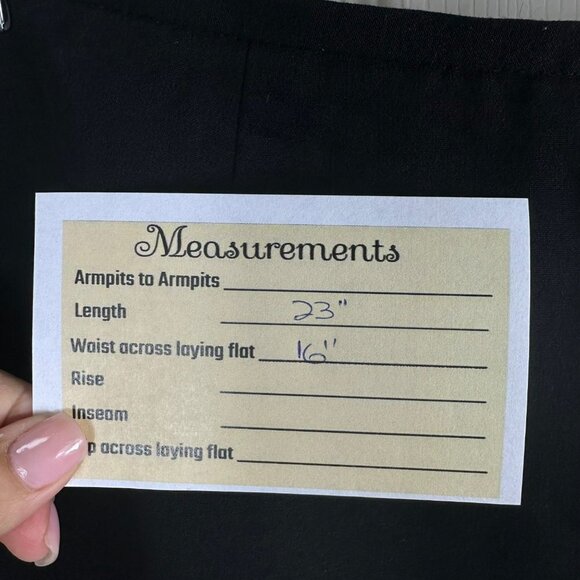 Measurements
Armpits to Armpits
Length 23"
Waist across laying flat 16"
Rise
Inseam
p across laying flat